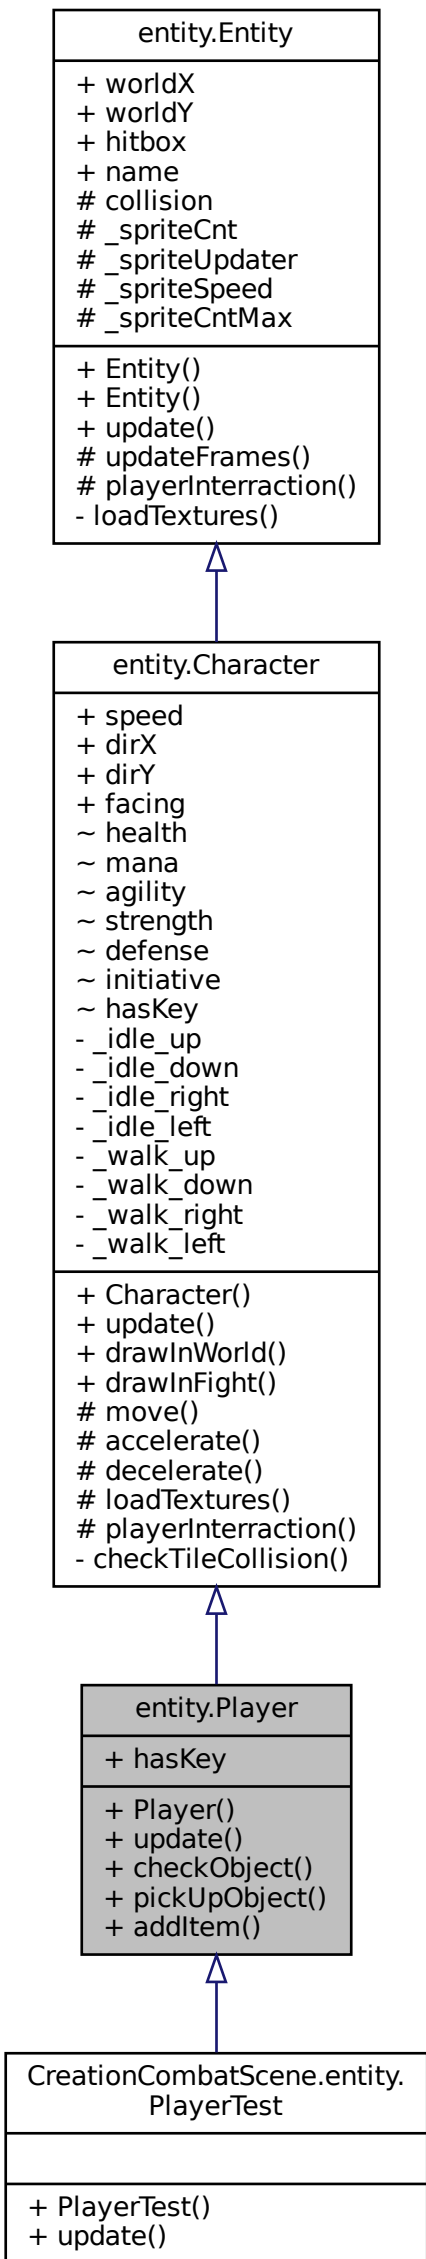 entity.Entity
+ worldX
+ worldY
+ hitbox
+ name
# collision
# _spriteCnt
# _spriteUpdater
# _spriteSpeed
# _spriteCntMax
+ Entity()
+ Entity()
+ update()
# updateFrames()
# playerInterraction()
- loadTextures()
entity.Character
+ speed
+ dirX
+ dirY
+ facing
~ health
~ mana
~ agility
~ strength
~ defense
~ initiative
~ hasKey
- _idle_up
- _idle_down
- _idle_right
- _idle_left
- _walk_up
- _walk_down
- _walk_right
- _walk_left
+ Character()
+ update()
+ drawInWorld()
+ drawInFight()
# move()
# accelerate()
# decelerate()
# loadTextures()
# playerInterraction()
- checkTileCollision()
entity.Player
+ hasKey
+ Player()
+ update()
+ checkObject()
+ pickUpObject()
+ addItem()
CreationCombatScene.entity.
PlayerTest
+ PlayerTest()
+ update()